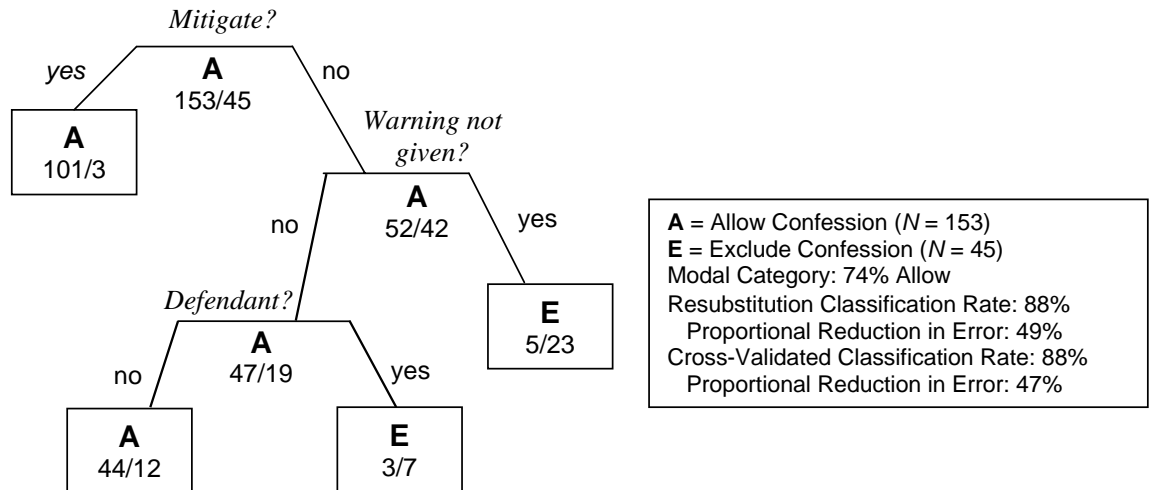 Mitigate?
yes
A
153/45
no
A
101/3
Warning not
given?
no
A
52/42
yes
E
5/23
Defendant?
no
A
47/19
yes
A
44/12
E
3/7
A = Allow Confession (N = 153)
E = Exclude Confession (N = 45)
Modal Category: 74% Allow
Resubstitution Classification Rate: 88%
Proportional Reduction in Error: 49%
Cross-Validated Classification Rate: 88%
Proportional Reduction in Error: 47%